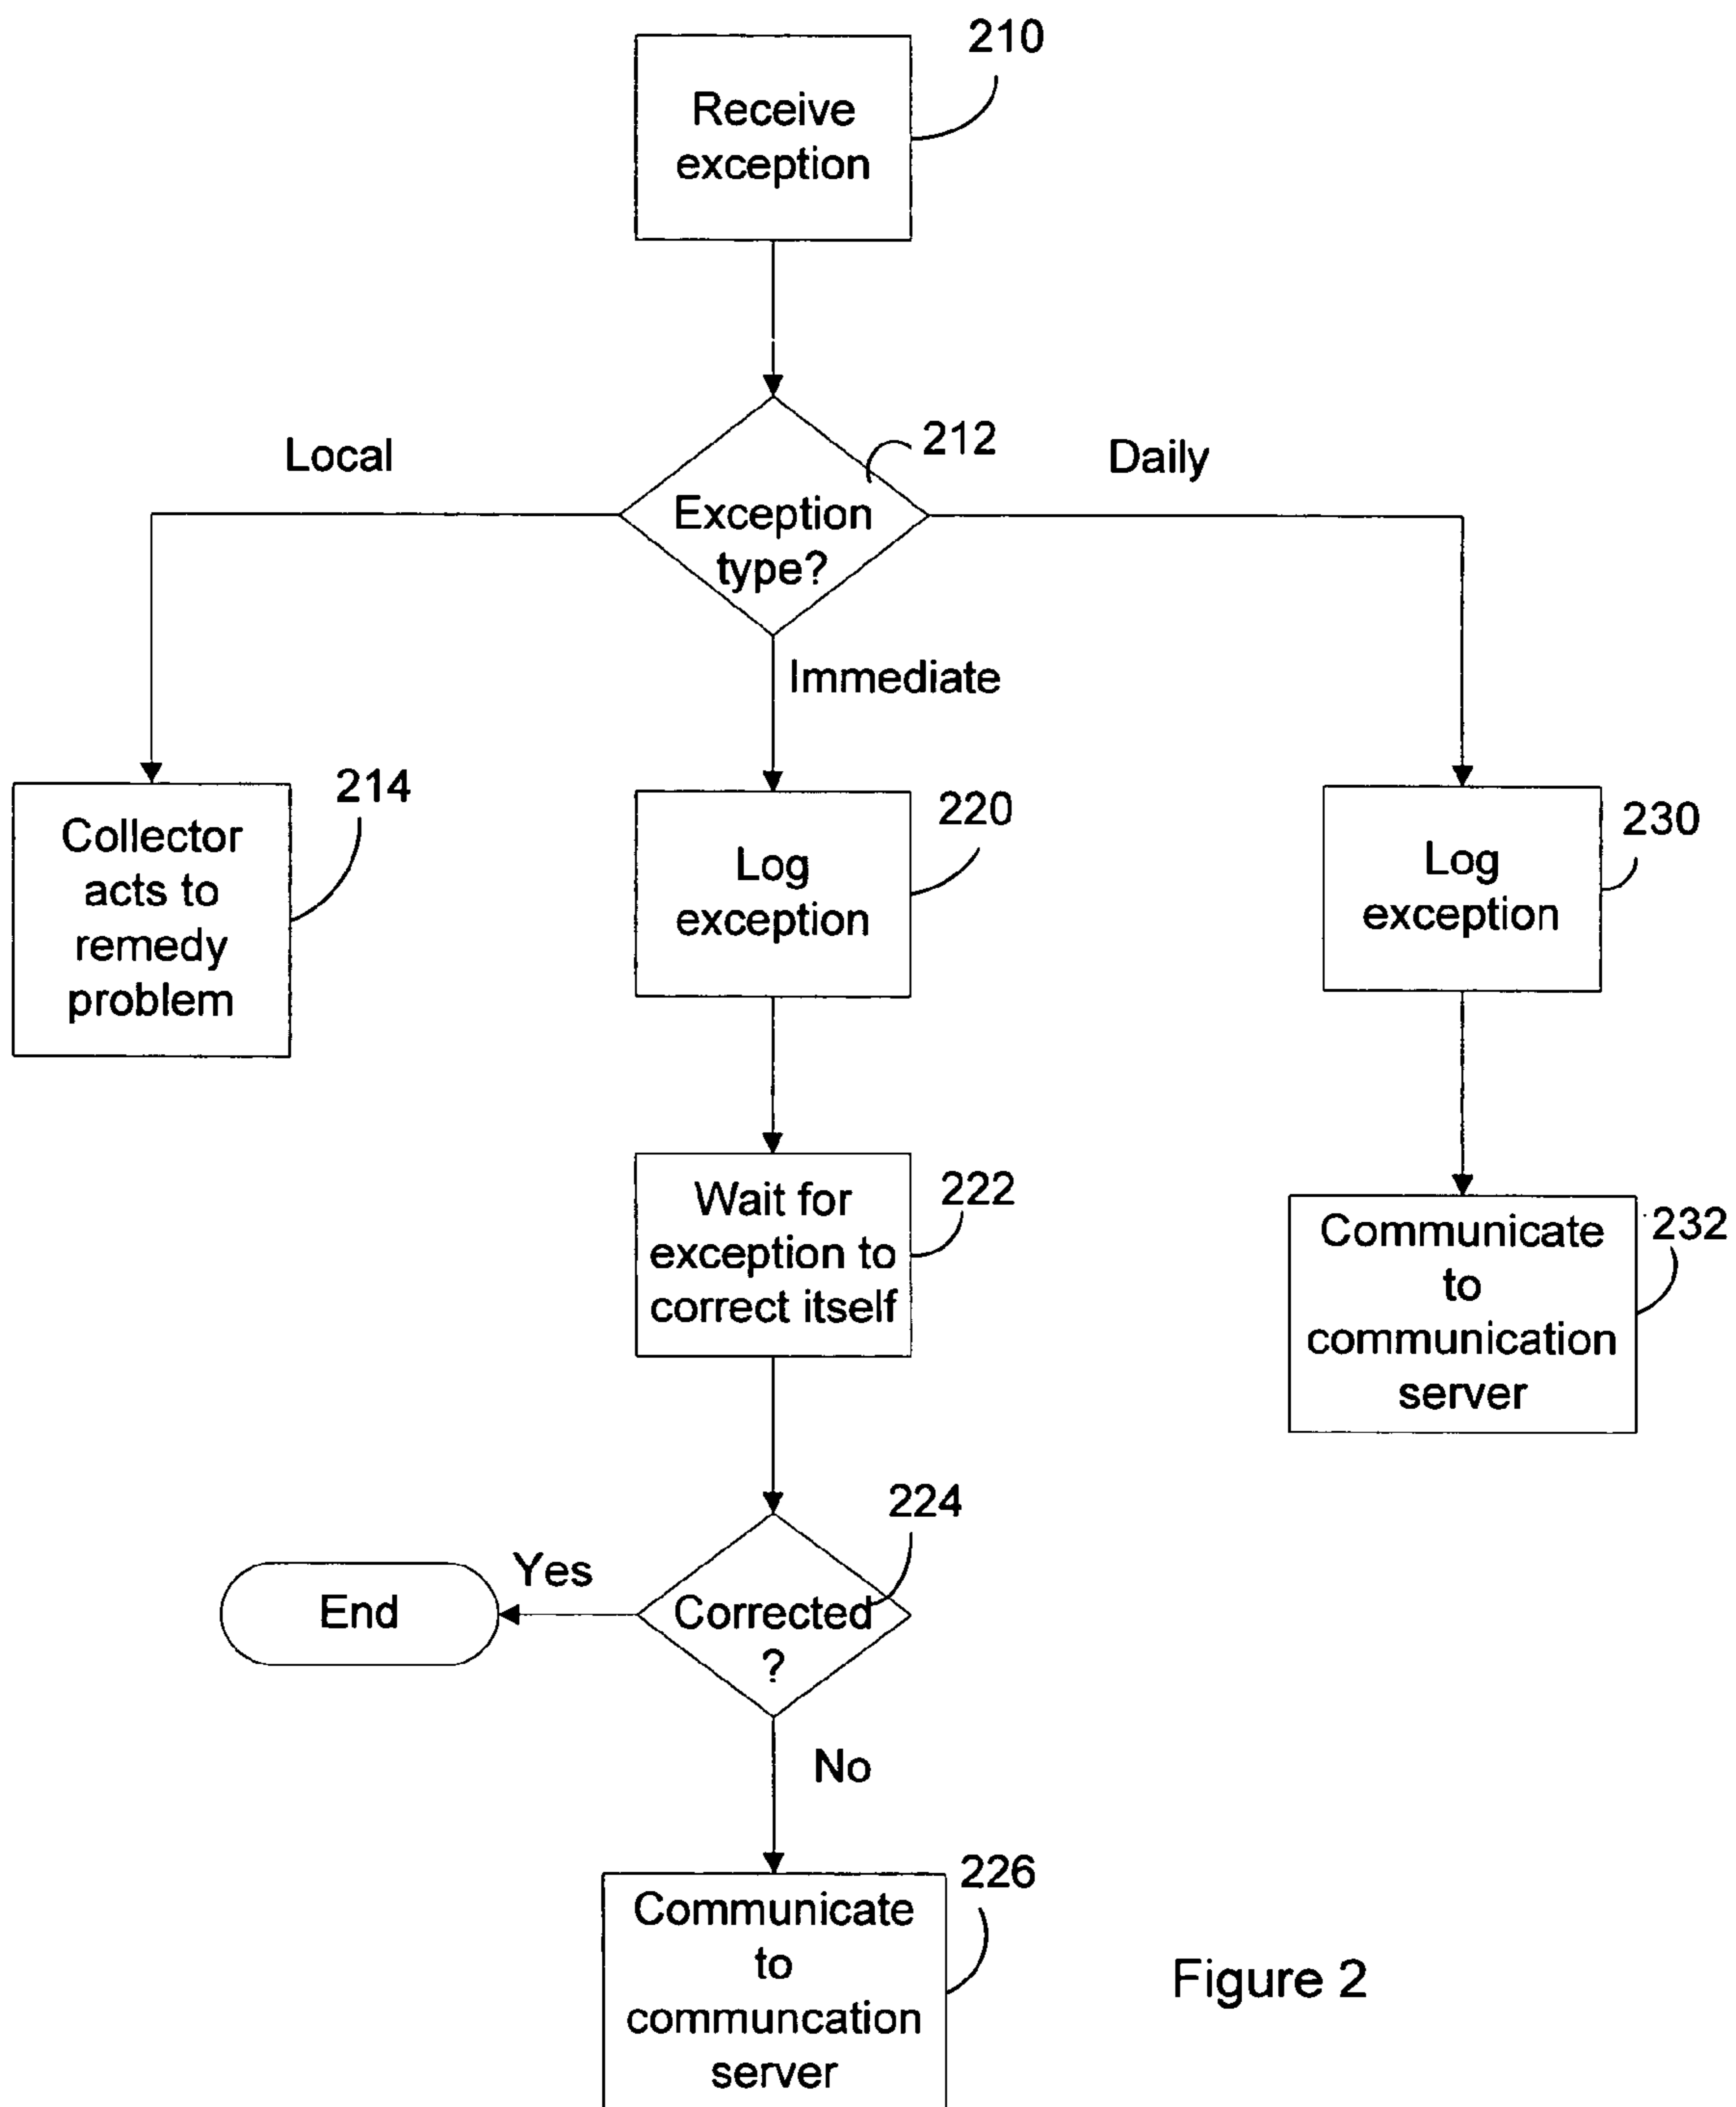 210
Receive
exception
212
Local
Daily
Exception
type?
Immediate
214
Collector
acts to
remedy
problem
220
Log
exception
230
Log
exception
222
Wait for
exception to
correct itself
232
Communicate
to
communication
server
224
Yes
End
Corrected
?
No
226
Communicate
to
communcation
server
Figure 2